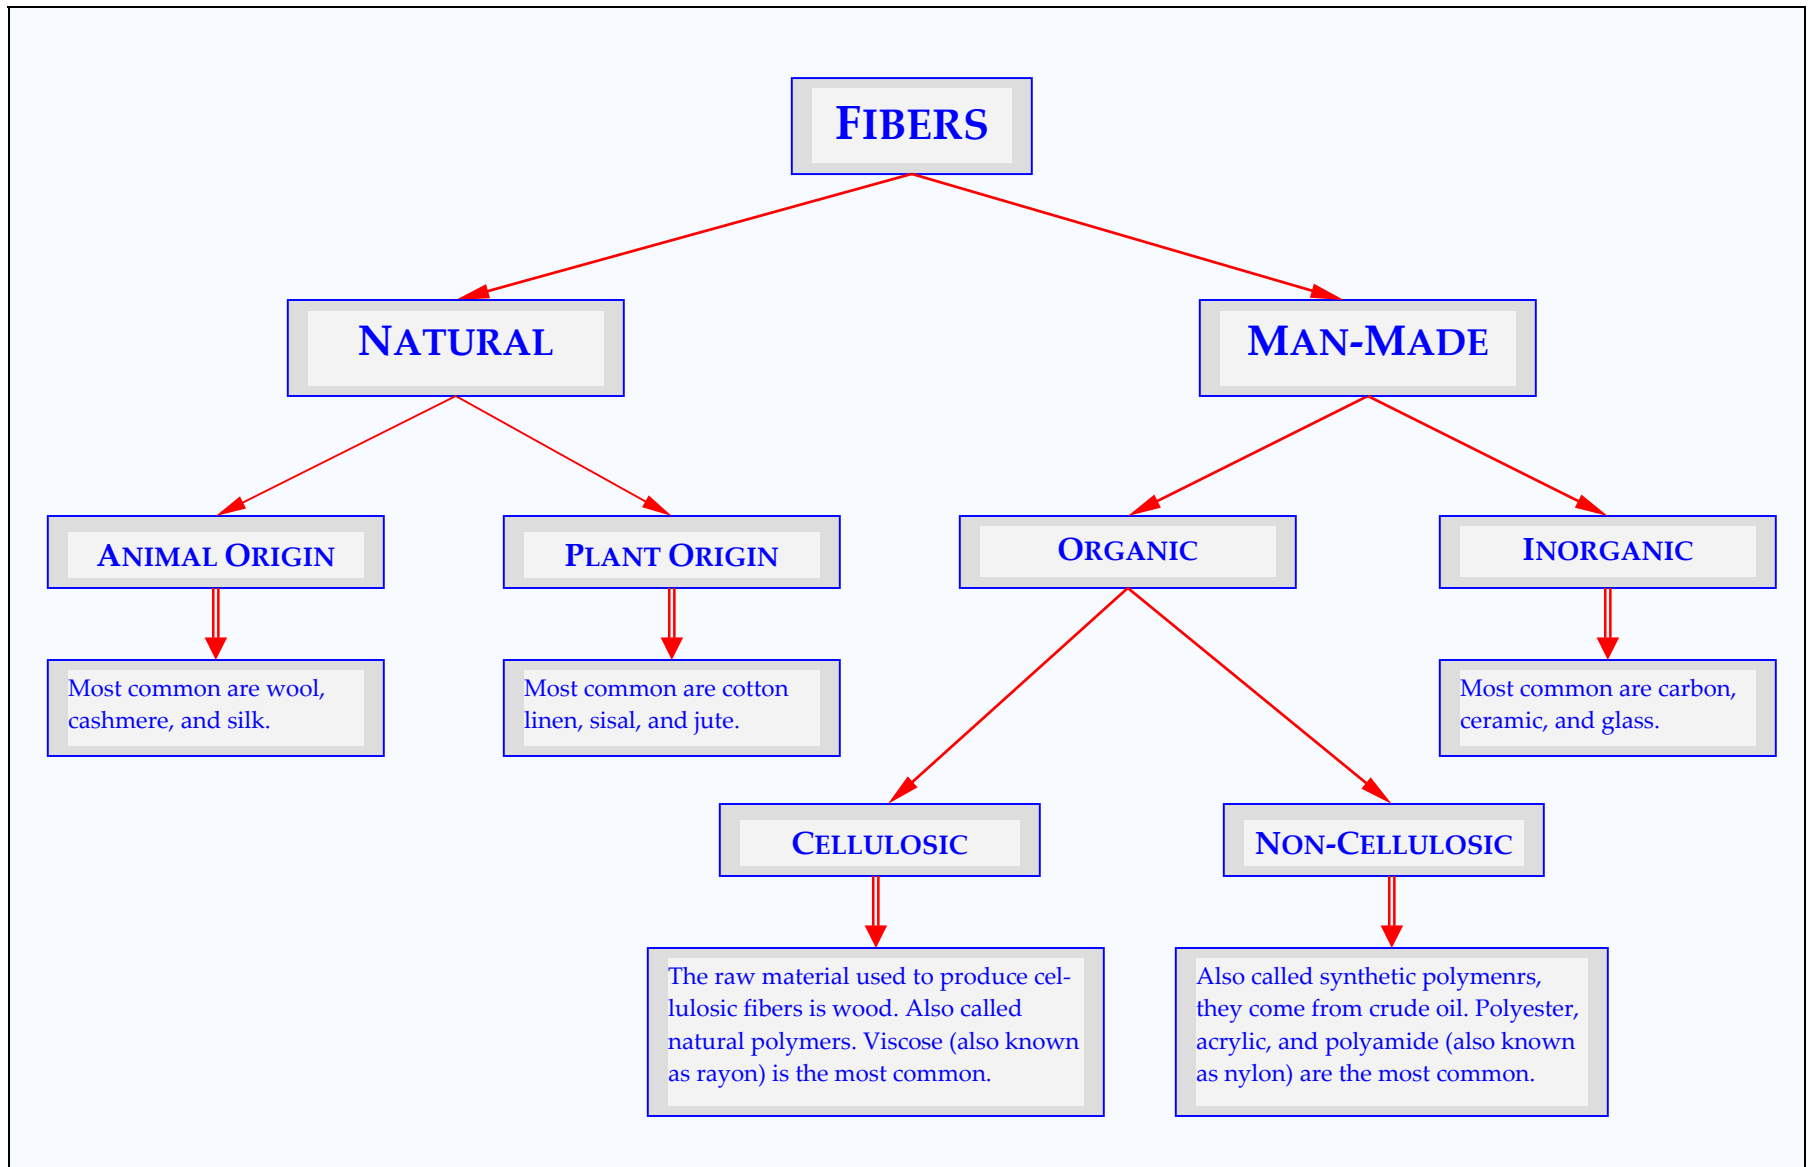 FIBERS
NATURAL
MAN-MADE
ANIMAL ORIGIN
PLANT ORIGIN
ORGANIC
INORGANIC
Most common are wool,
cashmere, and silk.
Most common are cotton
linen, sisal, and jute.
Most common are carbon,
ceramic, and glass.
CELLULOSIC
NON-CELLULOSIC
The raw material used to produce cel-
lulosic fibers is wood. Also called
natural polymers. Viscose (also known
as rayon) is the most common.
Also called synthetic polymenrs,
they come from crude oil. Polyester,
acrylic, and polyamide (also known
as nylon) are the most common.